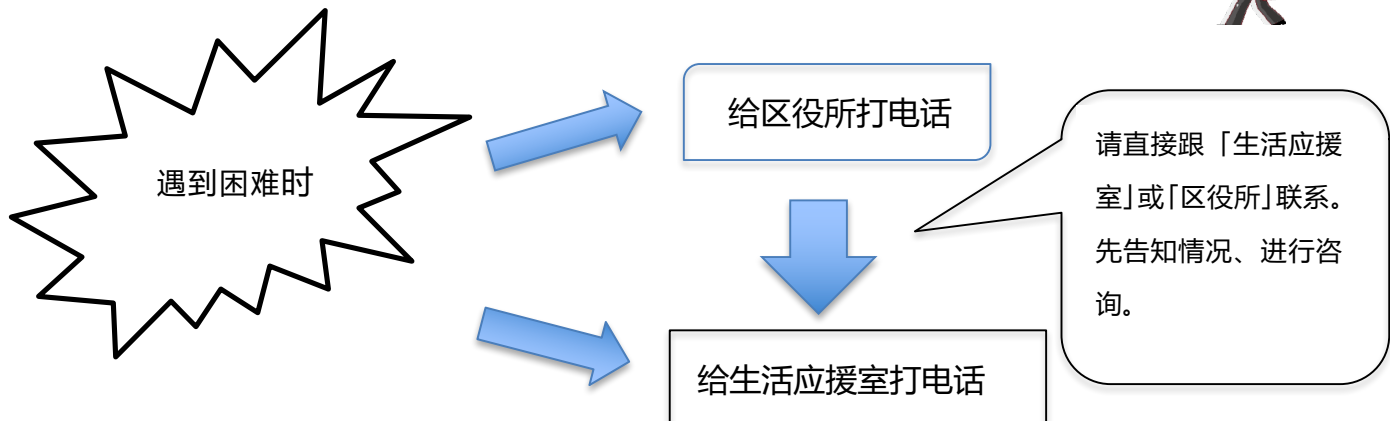 遇到困难时
给区役所打电话
请直接跟「生活应援
室」或「区役所」联系。
先告知情况、进行咨
询。
给生活应援室打电话